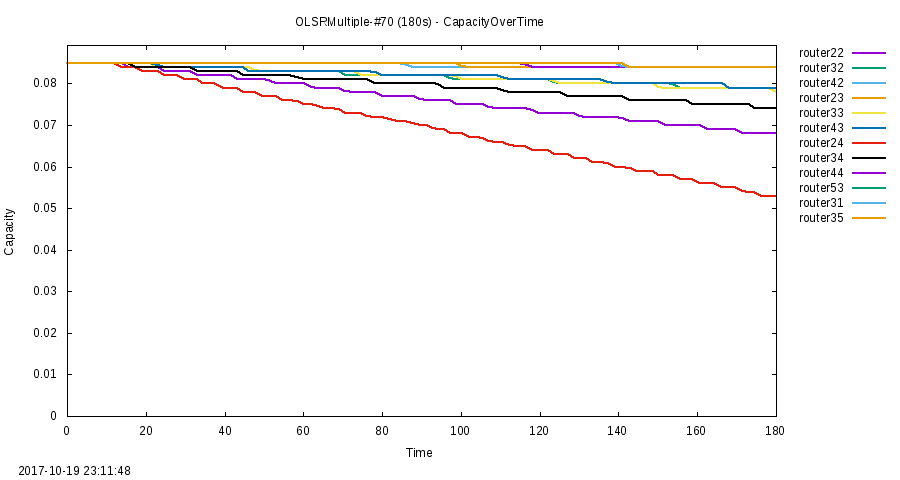 OLSRMultiple-#70 (180s) - CapacityOverTime
router22
router32
router42
router23
router33
router43
router24
router34
router44
router53
router31
router35
0.08
0.07
0.06
0.05
0.04
0.03
0.02
0.01
0
Capacity
0 20 40 60 80 100 120 140 160 180
Time
2017-10-19 23:11:48